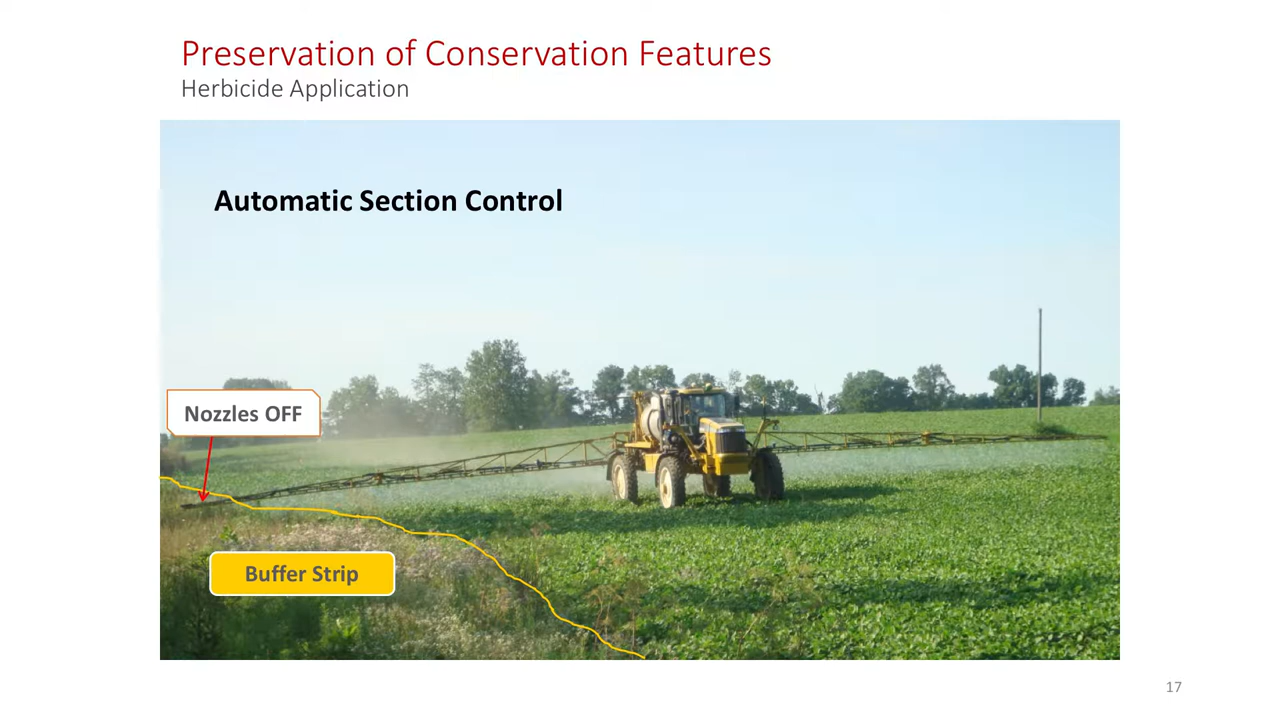 Preservation of Conservation Features
Herbicide Application
Automatic Section Control
Nozzles OFF
Buffer Strip
17